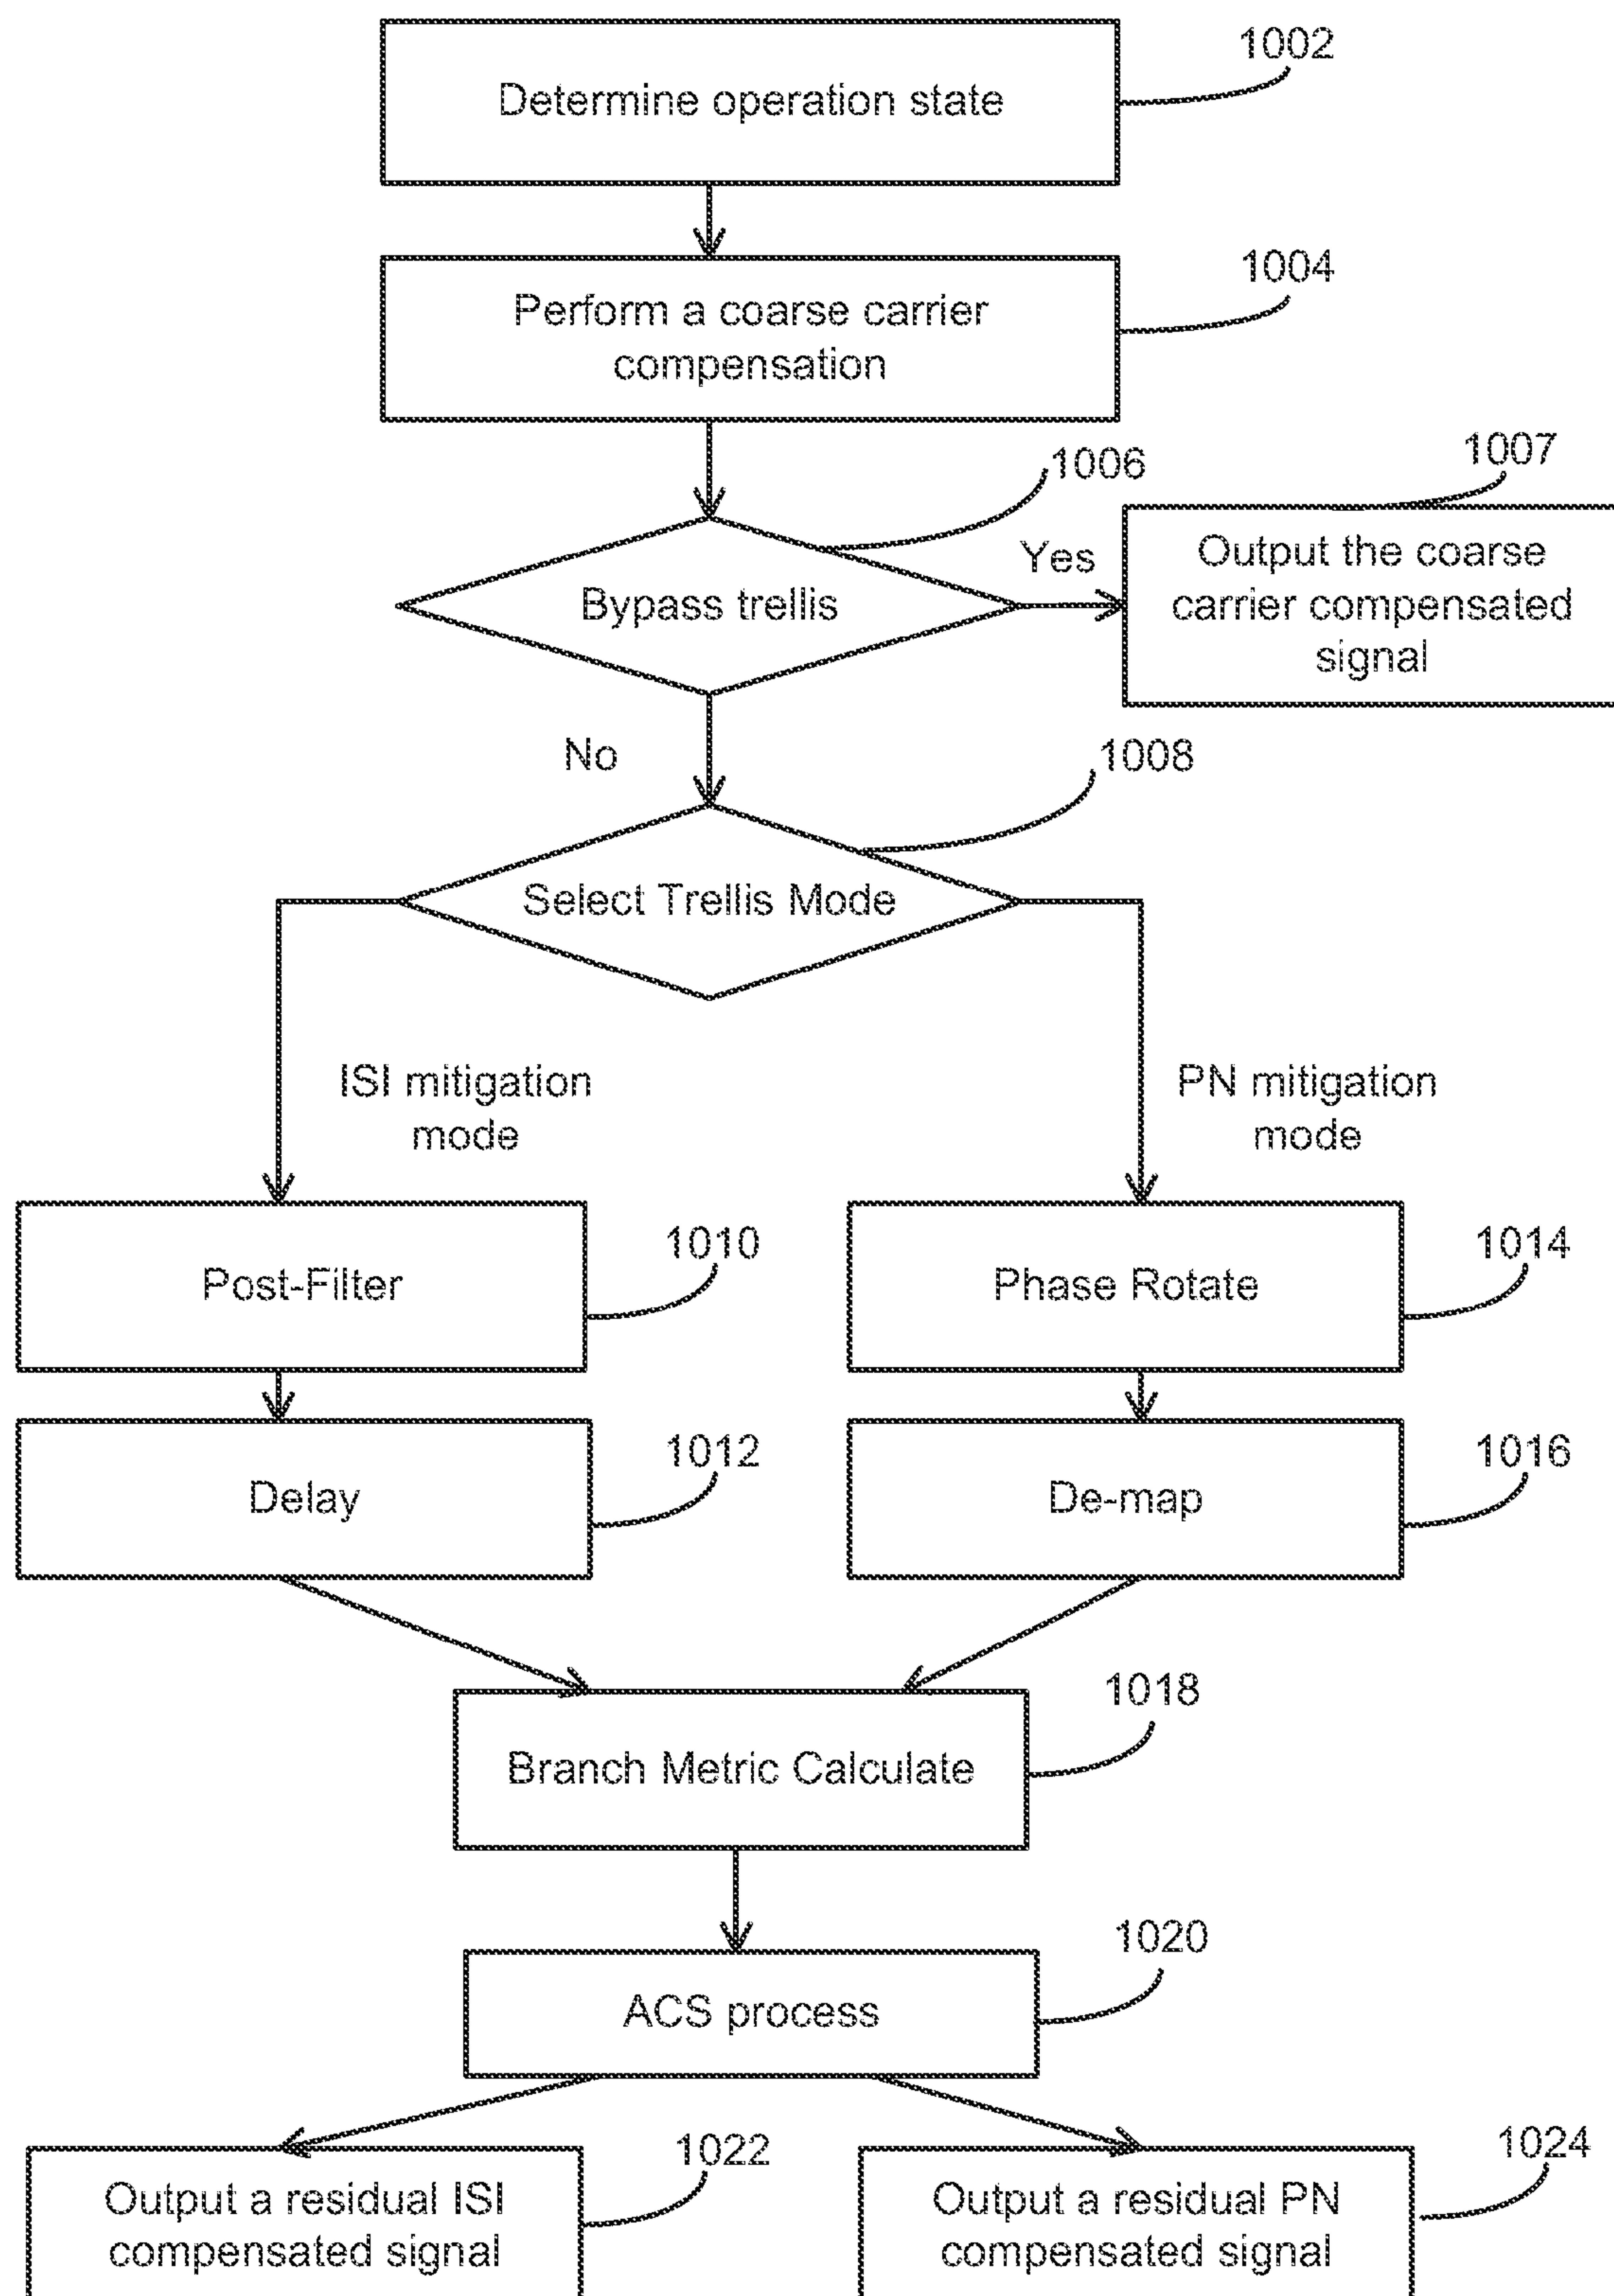 1002
Determine operation state
1004
Perform a coarse carrier
compensation
1006
1007
Yes
Output the coarse
carrier compensated
signal
Bypass trellis
No
1008
Select Trellis Mode
ISI mitigation
mode
PN mitigation
mode
1010
Post-Filter
1014
Phase Rotate
1012
Delay
1016
De-map
1018
Branch Metric Calculate
1020
ACS process
1022
Output a residual ISI
compensated signal
1024
Output a residual PN
compensated signal